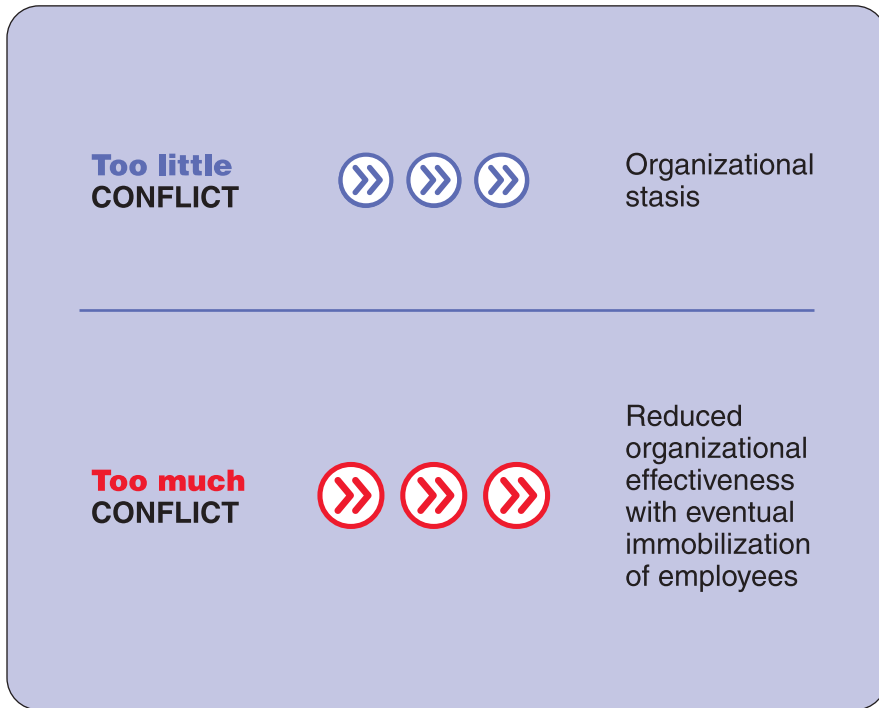 Too little
CONFLICT
Organizational
stasis
Too much
CONFLICT
Reduced
organizational
effectiveness
with eventual
immobilization
of employees